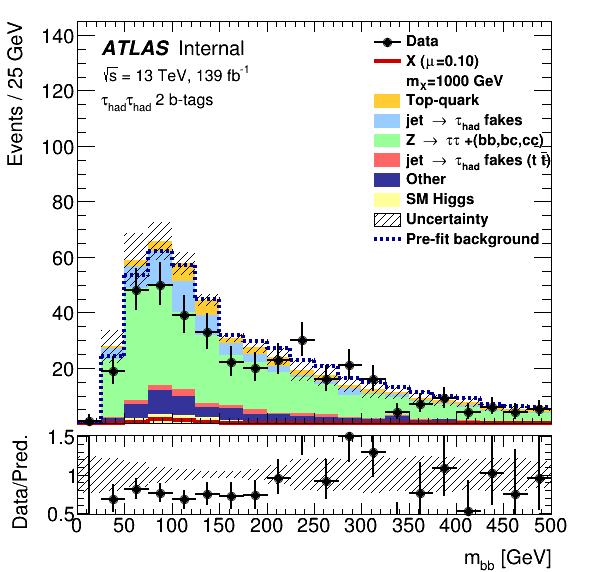 Events / 25 GeV
140
120
100
80
60
40
20
ATLAS Internal
√s = 13 TeV, 139 fb⁻¹
τhadτhad 2 b-tags
Data
X (μ=0.10)
mX=1000 GeV
Top-quark
jet → τhad fakes
Z → ττ +(bb,bc,cc)
jet → τhad fakes (t t̄)
Other
SM Higgs
Uncertainty
Pre-fit background
Data/Pred.
1.5
1
0.5
0 50 100 150 200 250 300 350 400 450 500
mbb [GeV]